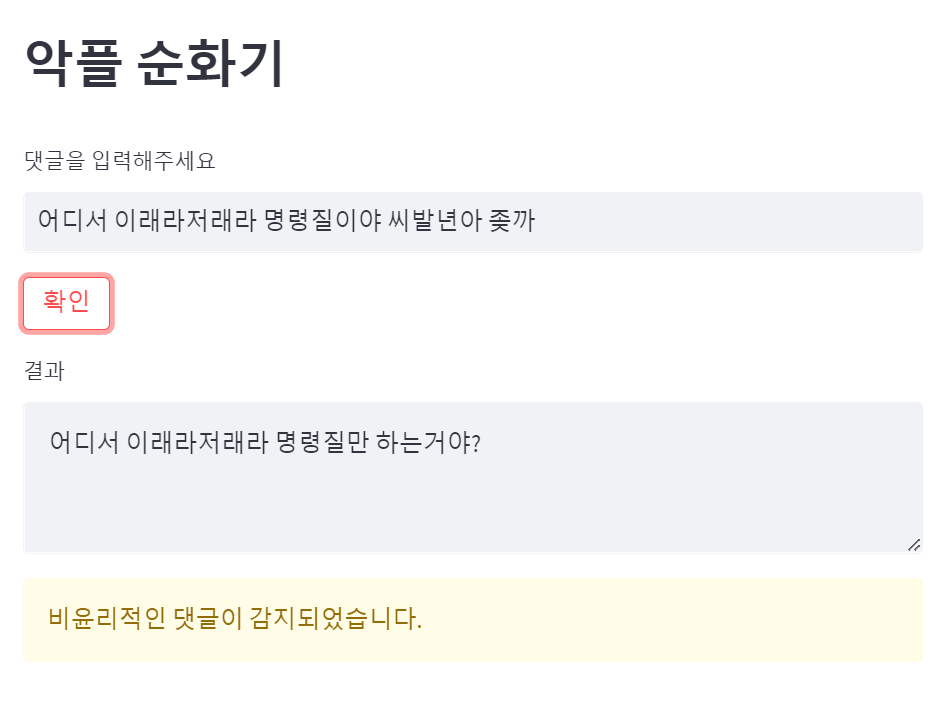 악플 순화기
댓글을 입력해주세요
어디서 이래라저래라 명령질이야 씨발년아 좆까
확인
결과
어디서 이래라저래라 명령질만 하는거야?
비윤리적인 댓글이 감지되었습니다.